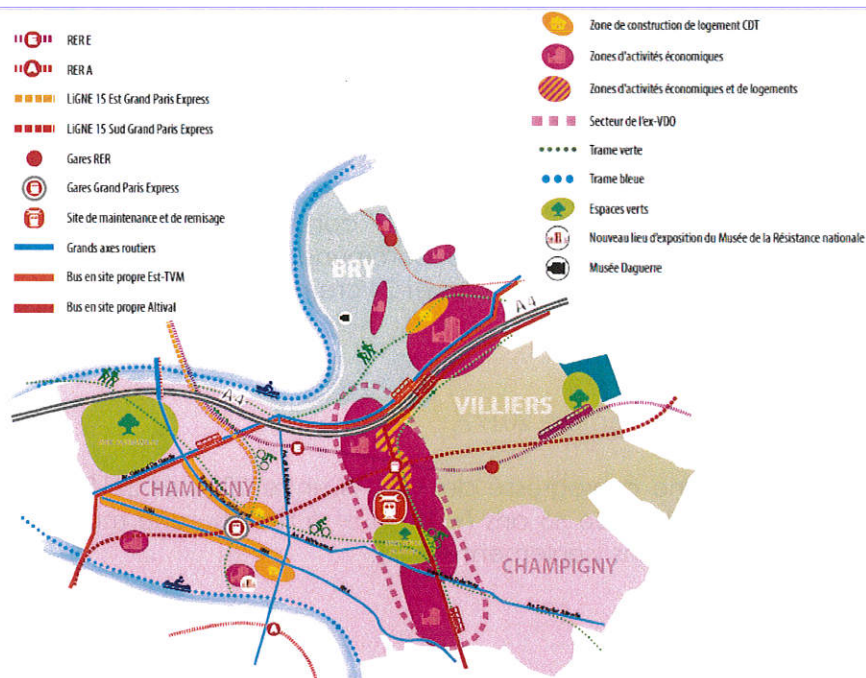 RER E
RER A
LiGNE 15 Est Grand Paris Express
LiGNE 15 Sud Grand Paris Express
Gares RER
Gares Grand Paris Express
Site de maintenance et de remisage
Grands axes routiers
Bus en site propre Est-TVM
Bus en site propre Altival
Zone de construction de logement CDT
Zones d'activités économiques
Zones d'activités économiques et de logements
Secteur de l'ex-VDO
Trame verte
Trame bleue
Espaces verts
Nouveau lieu d'exposition du Musée de la Résistance nationale
Musée Daguerre
BRY
A4
A4
VILLIERS
CHAMPIGNY
CHAMPIGNY
E
A
A